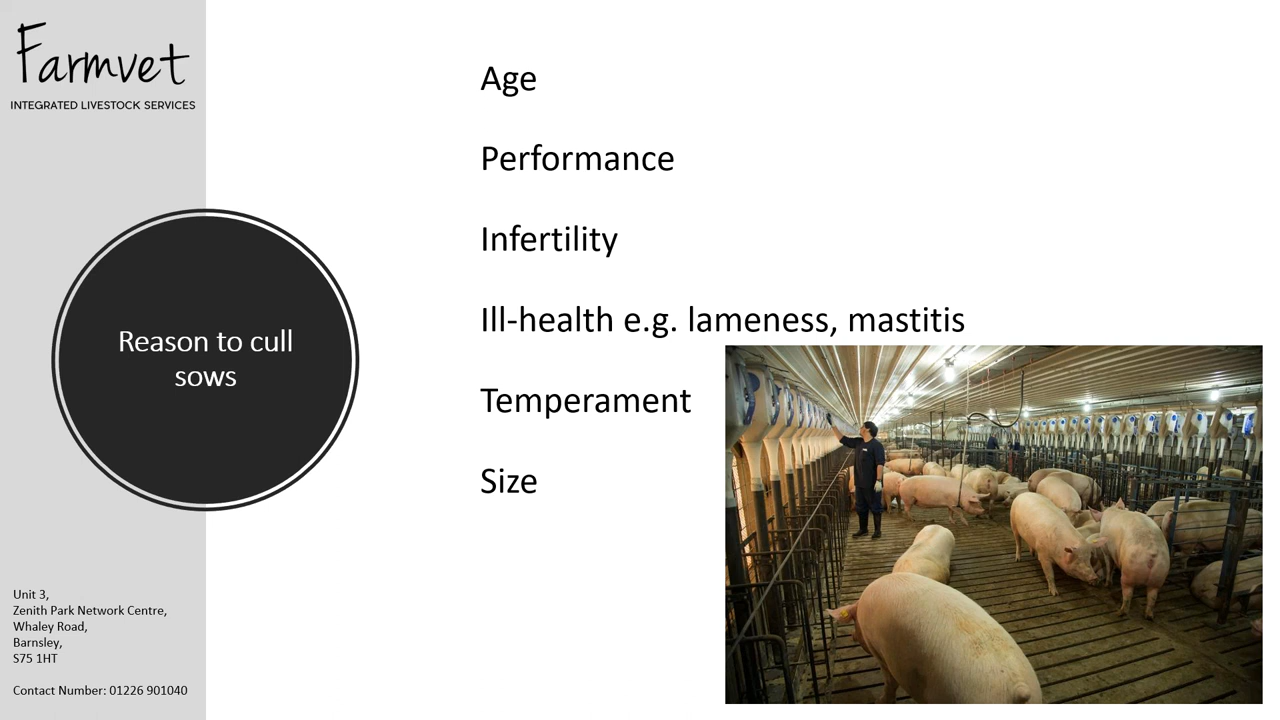 Farmvet
INTEGRATED LIVESTOCK SERVICES
Reason to cull
sows
Age
Performance
Infertility
Ill-health e.g. lameness, mastitis
Temperament
Size
Unit 3,
Zenith Park Network Centre,
Whaley Road,
Barnsley,
S75 1HT
Contact Number: 01226 901040